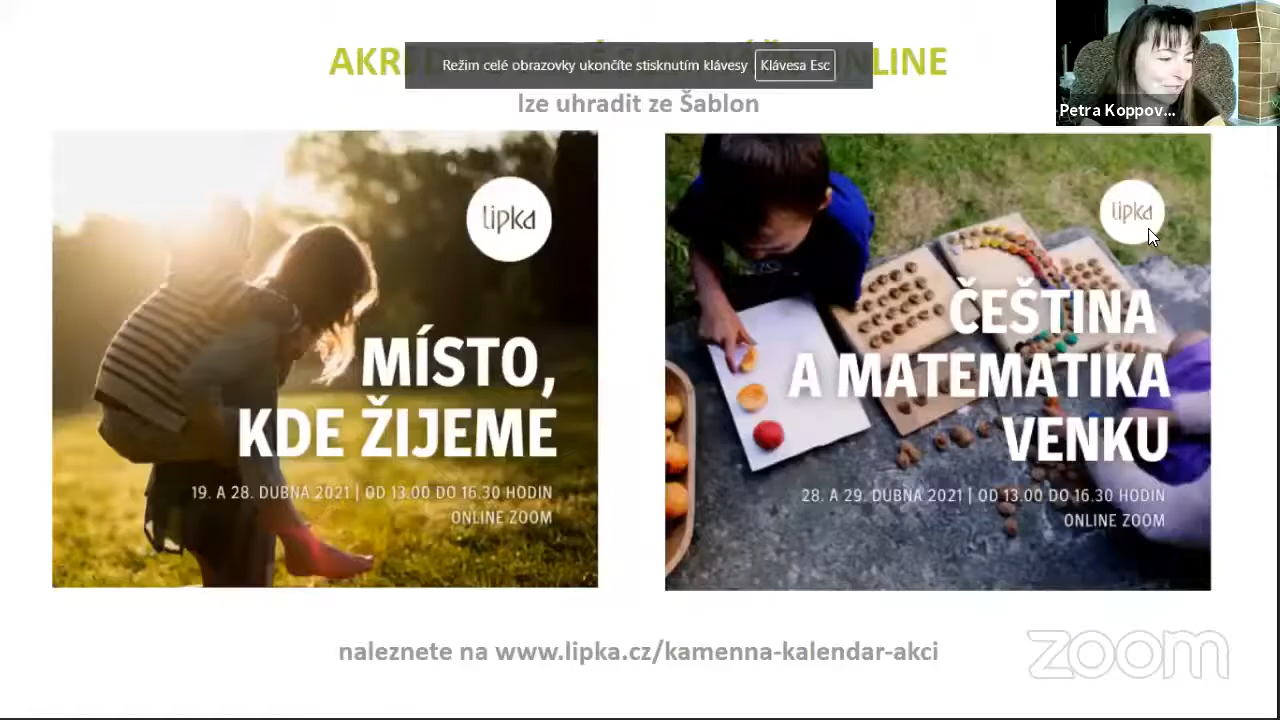 AKR
LINE
Režim celé obrazovky ukončíte stisknutím klávesy Klávesa Esc
lze uhradit ze Šablon
Petra Koppov...
lipka
MÍSTO,
KDE ŽIJEME
19. A 28. DUBNA 2021 | OD 13.00 DO 16.30 HODIN
ONLINE ZOOM
lipka
ČEŠTINA
A MATEMATIKA
VENKU
28. A 29. DUBNA 2021 | OD 13.00 DO 16.30 HODIN
ONLINE ZOOM
naleznete na www.lipka.cz/kamenna-kalendar-akci
zoom